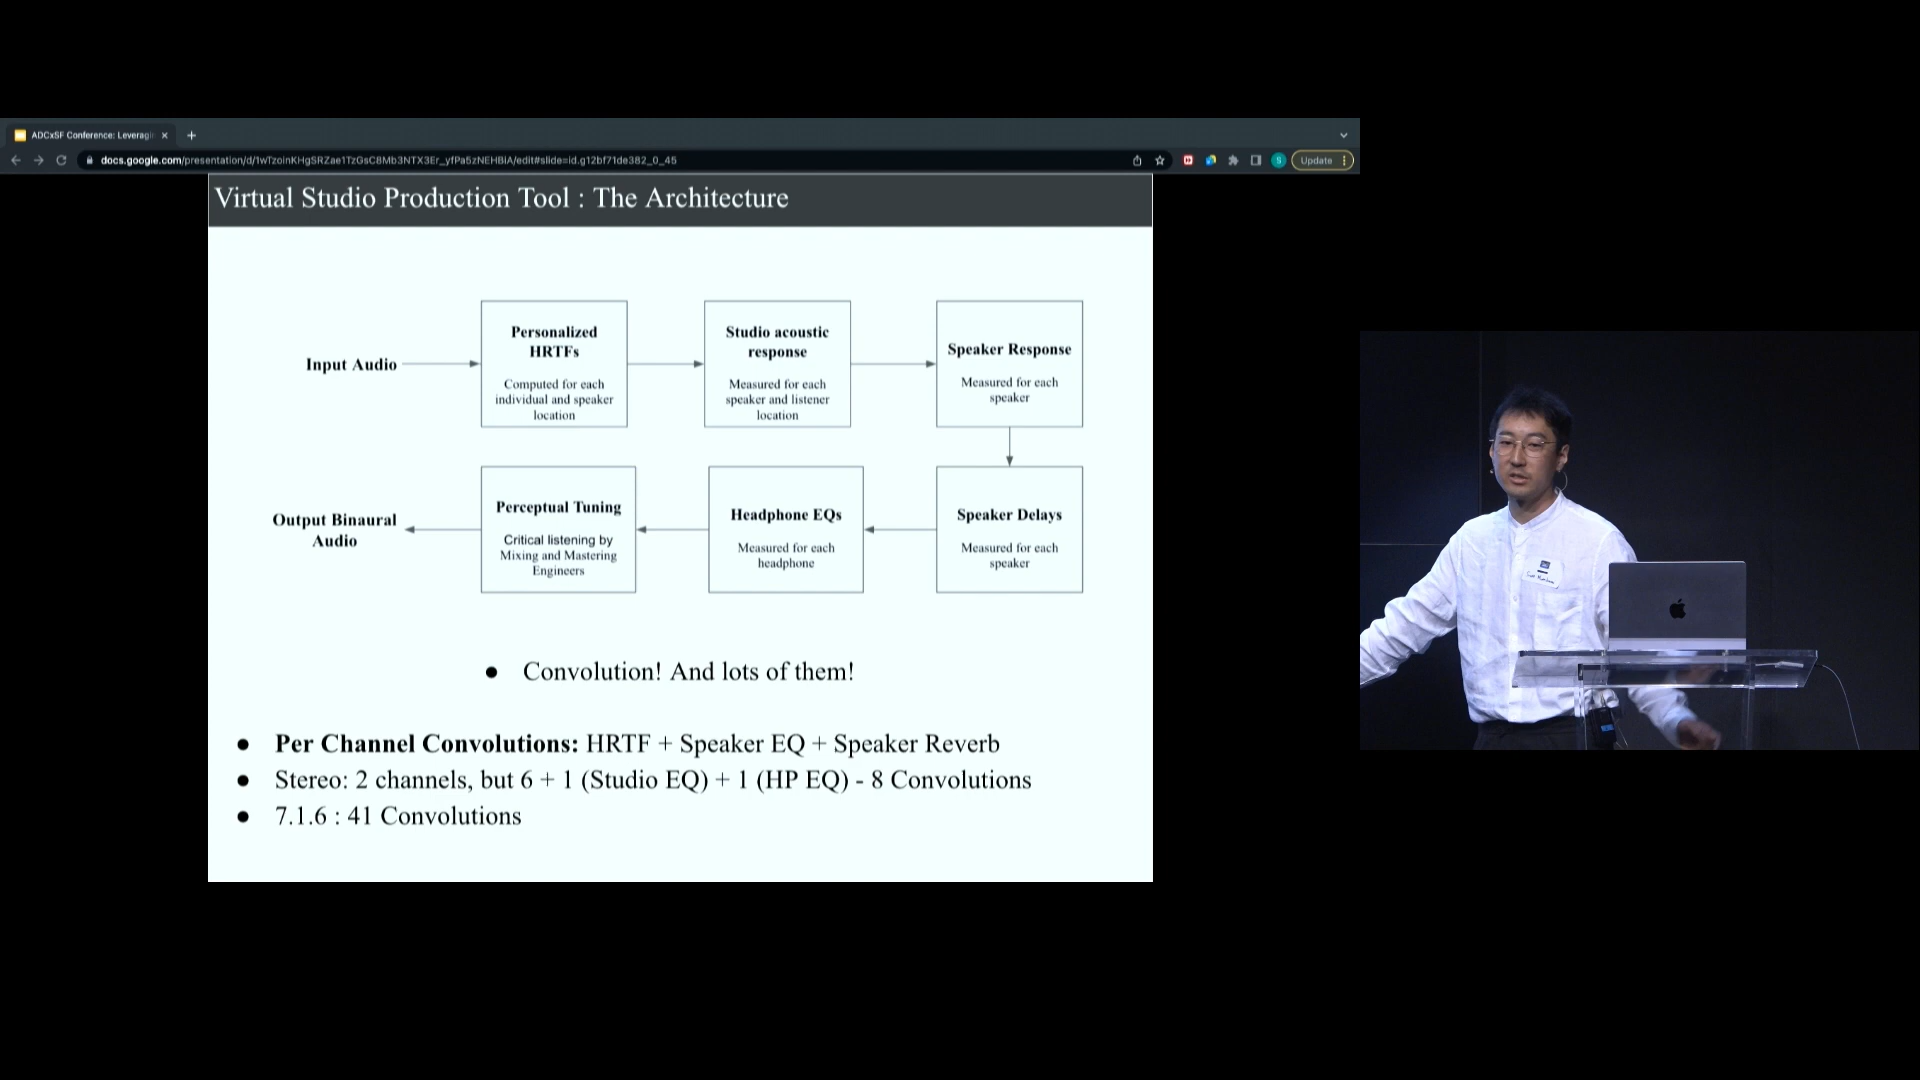 ADCxSF Conference: Leveragi
docs.google.com/presentation/d/1wTzoinKHgSRZae1TzGsC8Mb3NTX3Er_yfPa5zNEHBiA/edit#slide=id.g12bf71de382_0_45
S
Update
Virtual Studio Production Tool : The Architecture
Input Audio
Personalized
HRTFs
Computed for each
individual and speaker
location
Studio acoustic
response
Measured for each
speaker and listener
location
Speaker Response
Measured for each
speaker
Output Binaural
Audio
Perceptual Tuning
Critical listening by
Mixing and Mastering
Engineers
Headphone EQs
Measured for each
headphone
Speaker Delays
Measured for each
speaker
● Convolution! And lots of them!
● Per Channel Convolutions: HRTF + Speaker EQ + Speaker Reverb
● Stereo: 2 channels, but 6 + 1 (Studio EQ) + 1 (HP EQ) - 8 Convolutions
● 7.1.6 : 41 Convolutions